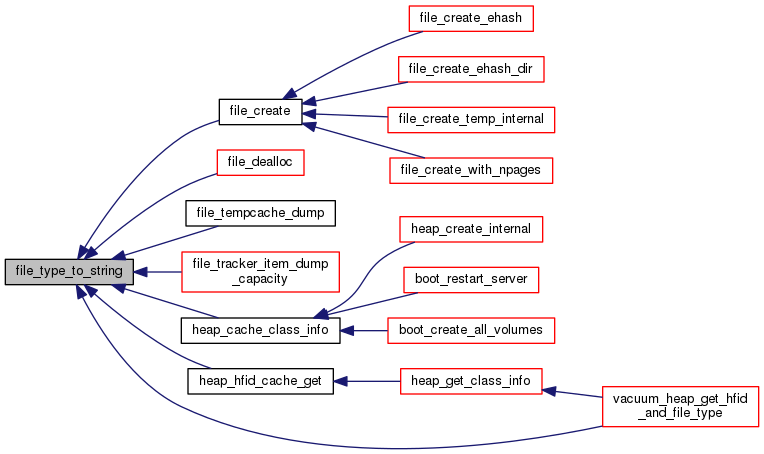 file_create_ehash
file_create_ehash_dir
file_create
file_create_temp_internal
file_create_with_npages
file_dealloc
file_tempcache_dump
file_type_to_string
file_tracker_item_dump
_capacity
heap_create_internal
boot_restart_server
heap_cache_class_info
boot_create_all_volumes
heap_hfid_cache_get
heap_get_class_info
vacuum_heap_get_hfid
_and_file_type